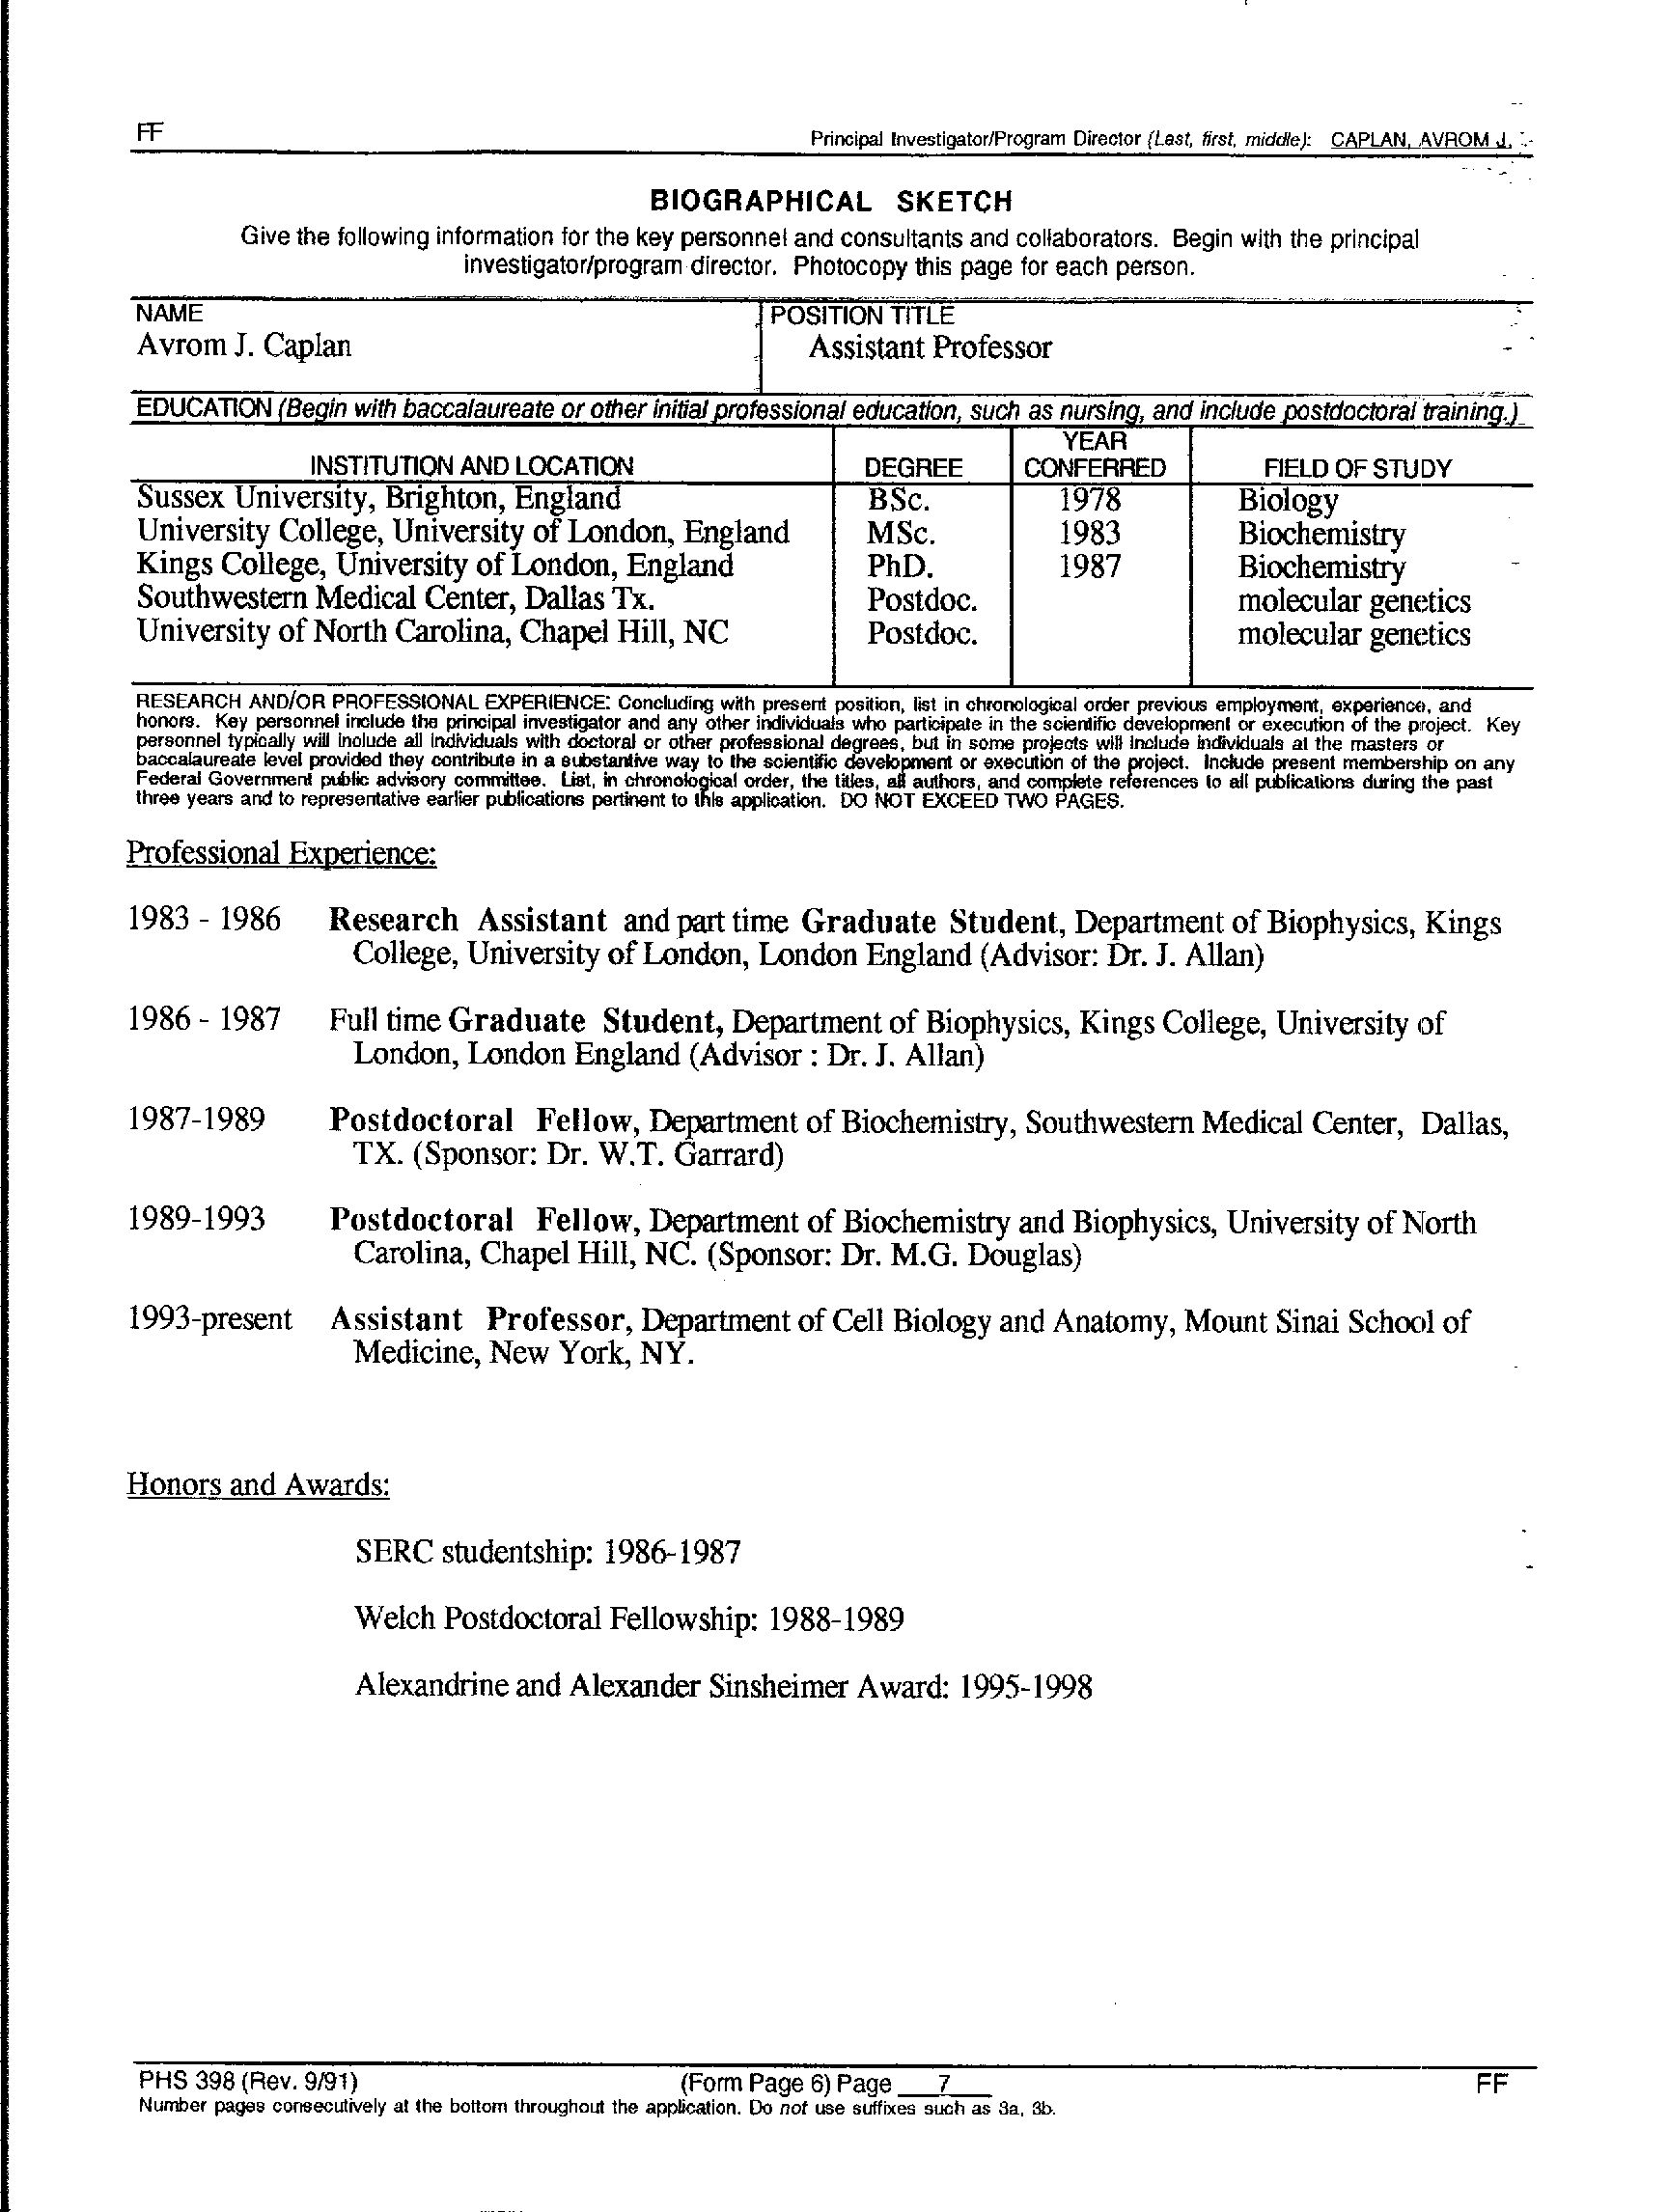 FF
Principal Investigator/Program Director (Last, first, middle): CAPLAN, AVROM J.
BIOGRAPHICAL SKETCH
Give the following information for the key personnel and consultants and collaborators. Begin with the principal
investigator/program director. Photocopy this page for each person.
NAME
Avrom J. Caplan
POSITION TITLE
Assistant Professor
EDUCATION (Begin with baccalaureate or other initial professional education, such as nursing, and include postdoctoral training.)
INSTITUTION AND LOCATION DEGREE YEAR CONFERRED FIELD OF STUDY
Sussex University, Brighton, England BSc. 1978 Biology
University College, University of London, England MSc. 1983 Biochemistry
Kings College, University of London, England PhD. 1987 Biochemistry
Southwestern Medical Center, Dallas Tx. Postdoc. molecular genetics
University of North Carolina, Chapel Hill, NC Postdoc. molecular genetics
RESEARCH AND/OR PROFESSIONAL EXPERIENCE: Concluding with present position, list in chronological order previous employment, experience, and
honors. Key personnel include the principal investigator and any other individuals who participate in the scientific development or execution of the project. Key
personnel typically will include all individuals with doctoral or other professional degrees, but in some projects will include individuals at the masters or
baccalaureate level provided they contribute in a substantive way to the scientific development or execution of the project. Include present membership on any
Federal Government public advisory committee. List, in chronological order, the titles, all authors, and complete references to all publications during the past
three years and to representative earlier publications pertinent to this application. DO NOT EXCEED TWO PAGES.
Professional Experience:
1983 - 1986 Research Assistant and part time Graduate Student, Department of Biophysics, Kings
College, University of London, London England (Advisor: Dr. J. Allan)
1986 - 1987 Full time Graduate Student, Department of Biophysics, Kings College, University of
London, London England (Advisor : Dr. J. Allan)
1987-1989 Postdoctoral Fellow, Department of Biochemistry, Southwestern Medical Center, Dallas,
TX. (Sponsor: Dr. W.T. Garrard)
1989-1993 Postdoctoral Fellow, Department of Biochemistry and Biophysics, University of North
Carolina, Chapel Hill, NC. (Sponsor: Dr. M.G. Douglas)
1993-present Assistant Professor, Department of Cell Biology and Anatomy, Mount Sinai School of
Medicine, New York, NY.
Honors and Awards:
SERC studentship: 1986-1987
Welch Postdoctoral Fellowship: 1988-1989
Alexandrine and Alexander Sinsheimer Award: 1995-1998
PHS 398 (Rev. 9/91) (Form Page 6) Page 7 FF
Number pages consecutively at the bottom throughout the application. Do not use suffixes such as 3a, 3b.